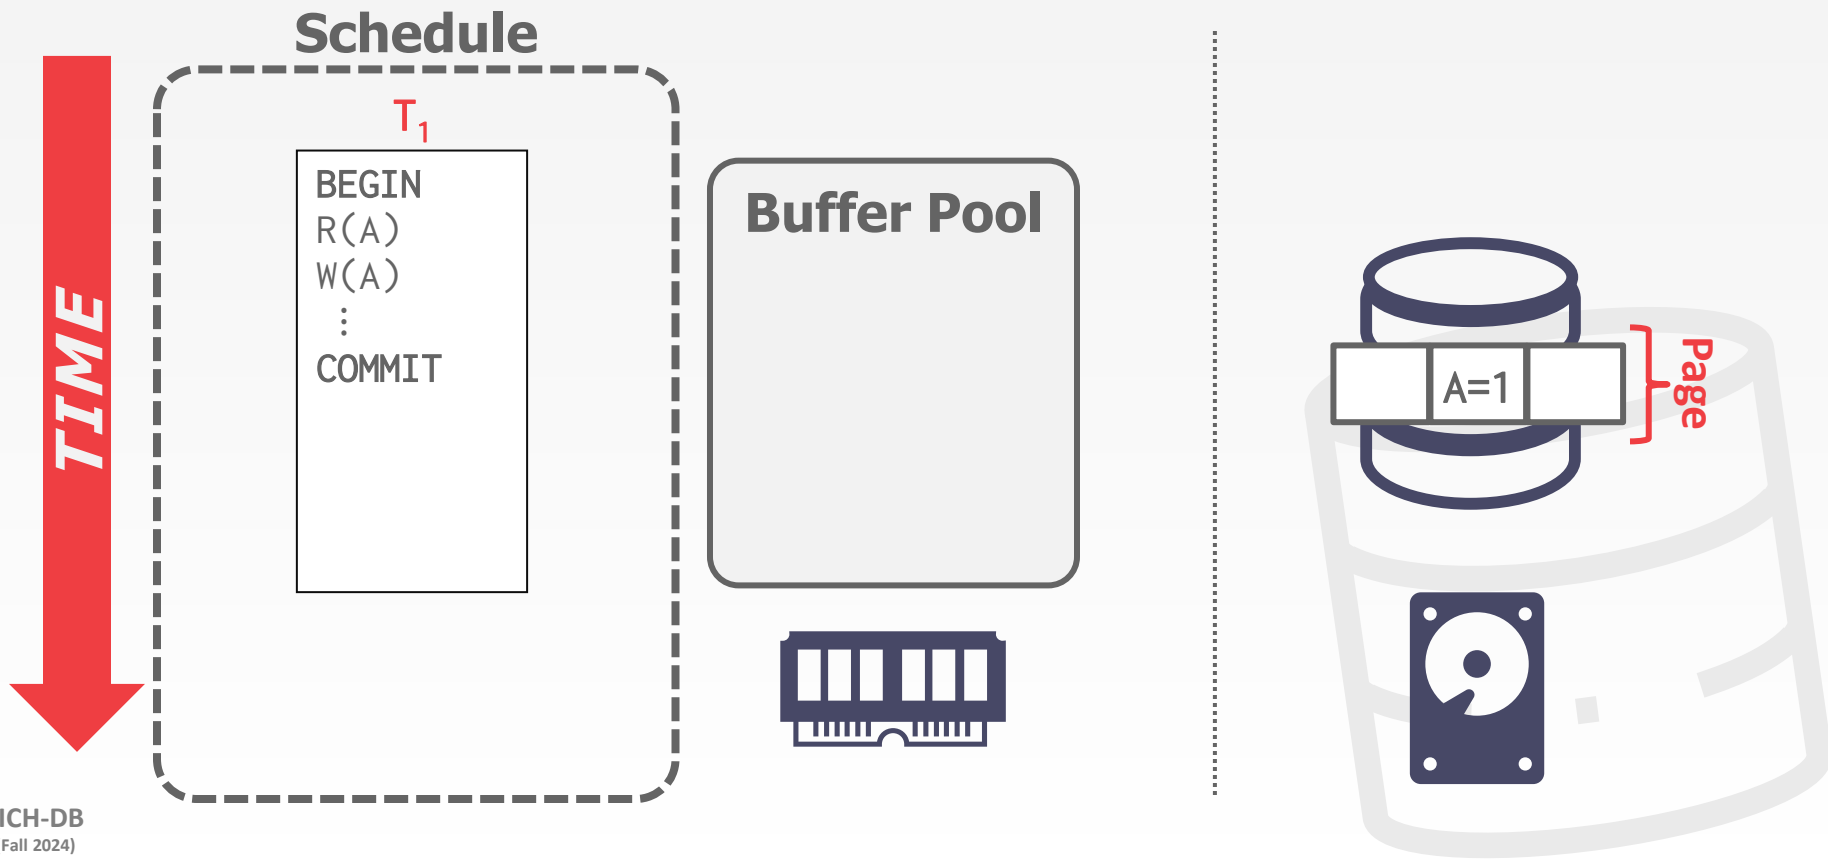 Schedule
TIME
T1
BEGIN
R(A)
W(A)
⋮
COMMIT
Buffer Pool
A=1
Page
ICH-DB
Fall 2024)